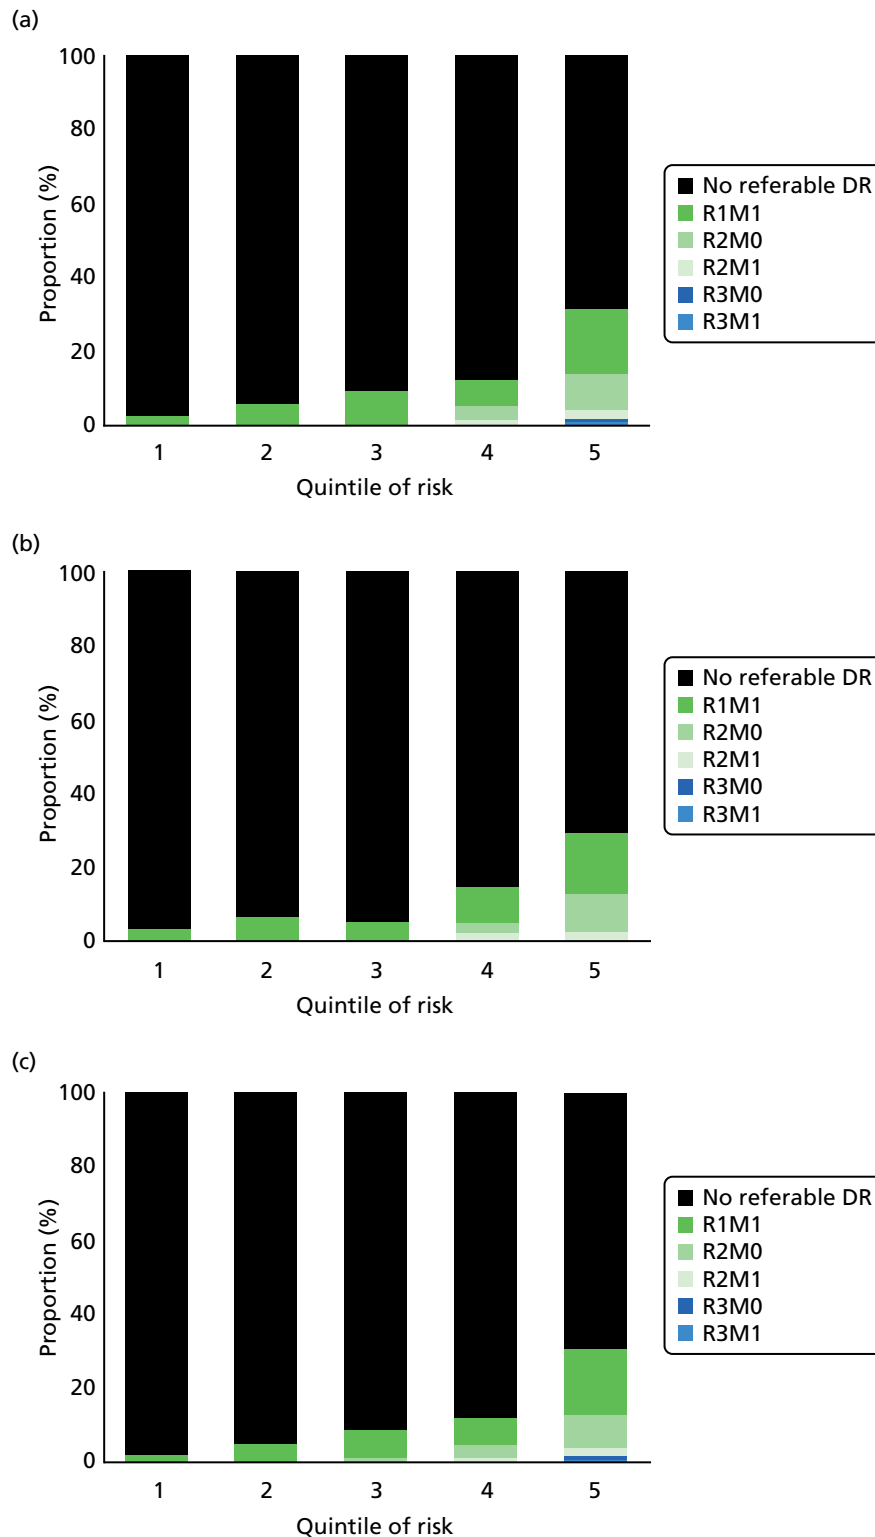 (a)
100
80
60
40
20
0
Proportion (%)
1 2 3 4 5
Quintile of risk
No referable DR
R1M1
R2M0
R2M1
R3M0
R3M1
(b)
100
80
60
40
20
0
Proportion (%)
1 2 3 4 5
Quintile of risk
No referable DR
R1M1
R2M0
R2M1
R3M0
R3M1
(c)
100
80
60
40
20
0
Proportion (%)
1 2 3 4 5
Quintile of risk
No referable DR
R1M1
R2M0
R2M1
R3M0
R3M1